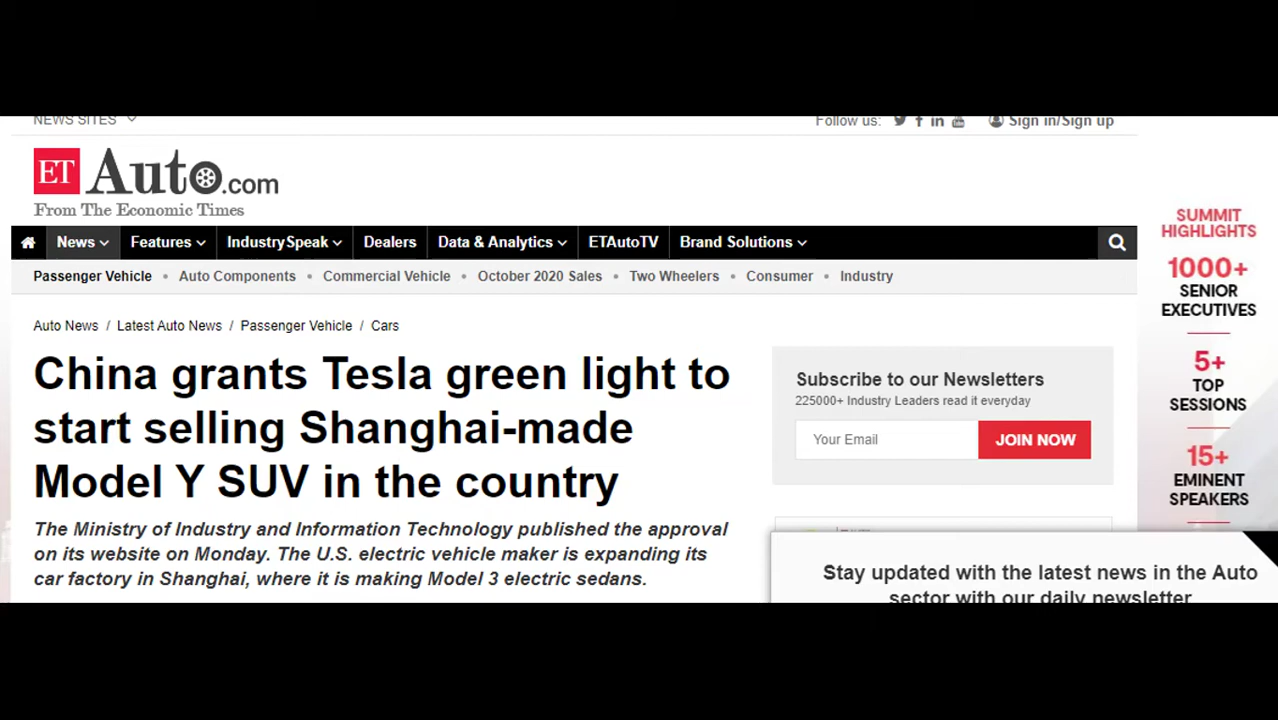 NEWS SITES
Follow us: Sign in/Sign up
ET Auto.com
From The Economic Times
News Features IndustrySpeak Dealers Data & Analytics ETAutoTV Brand Solutions
Passenger Vehicle • Auto Components • Commercial Vehicle • October 2020 Sales • Two Wheelers • Consumer • Industry
Auto News / Latest Auto News / Passenger Vehicle / Cars
China grants Tesla green light to
start selling Shanghai-made
Model Y SUV in the country
The Ministry of Industry and Information Technology published the approval
on its website on Monday. The U.S. electric vehicle maker is expanding its
car factory in Shanghai, where it is making Model 3 electric sedans.
Subscribe to our Newsletters
225000+ Industry Leaders read it everyday
Your Email JOIN NOW
Stay updated with the latest news in the Auto
sector with our daily newsletter
SUMMIT
HIGHLIGHTS
1000+
SENIOR
EXECUTIVES
5+
TOP
SESSIONS
15+
EMINENT
SPEAKERS